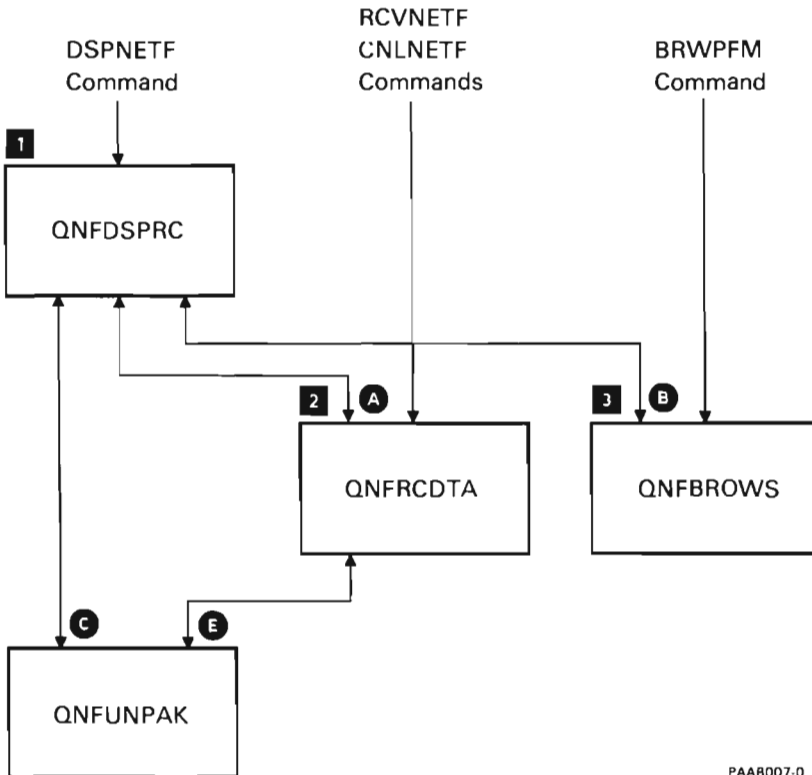 DSPNETF
Command
RCVNETF
CNLNETF
Commands
BRWPFM
Command
1
QNFDSPRC
2
A
3
B
QNFRCDTA
QNFBROWS
C
E
QNFUNPAK
PAA8007-0